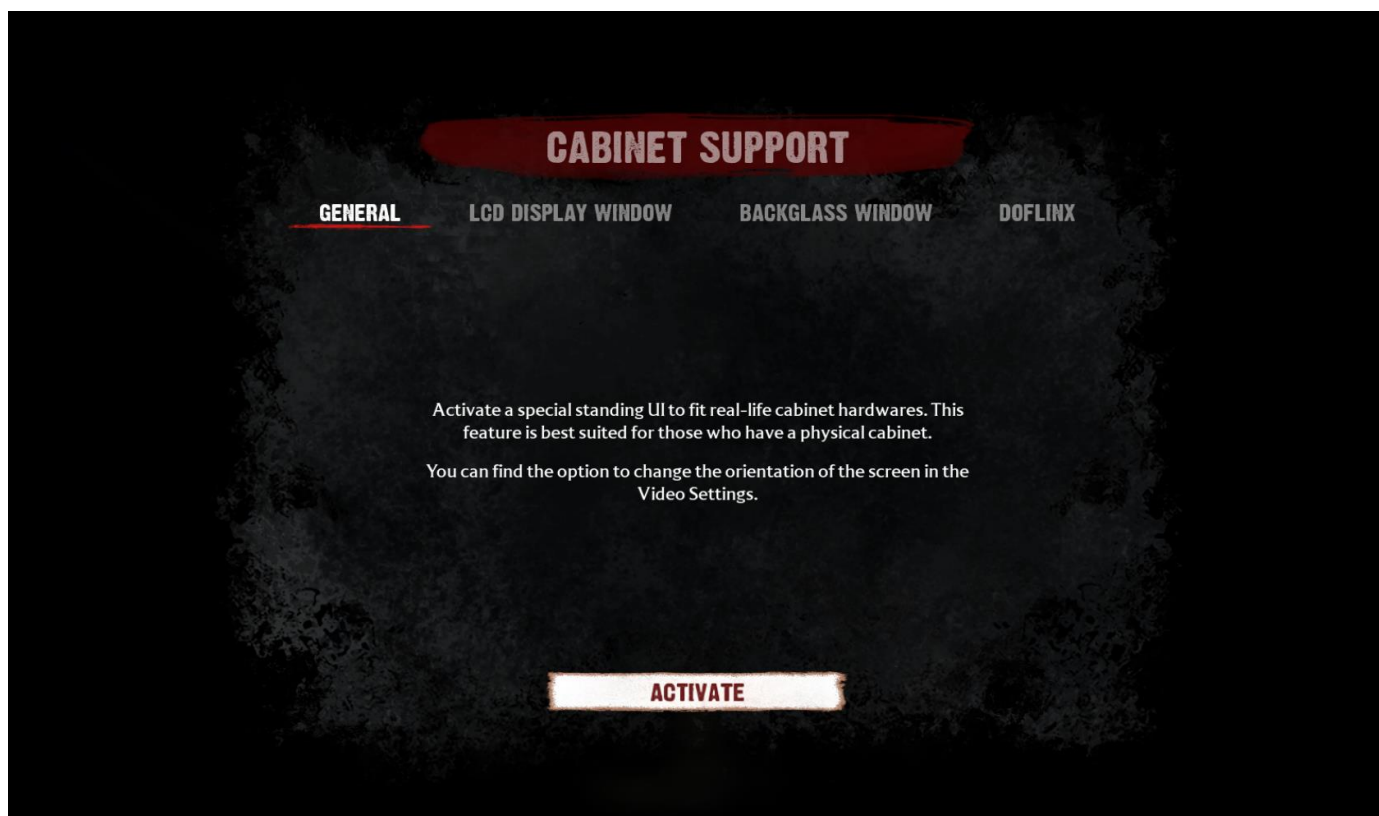 CABINET SUPPORT
GENERAL LCD DISPLAY WINDOW BACKGLASS WINDOW DOFLINX
Activate a special standing UI to fit real-life cabinet hardwares. This
feature is best suited for those who have a physical cabinet.
You can find the option to change the orientation of the screen in the
Video Settings.
ACTIVATE